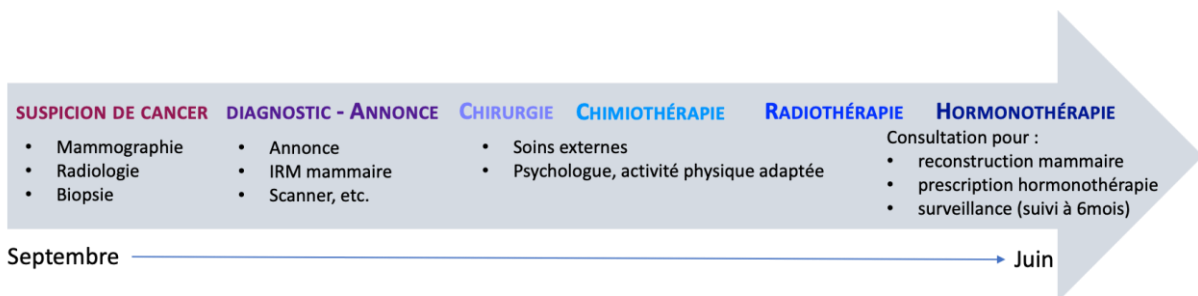 SUSPICION DE CANCER
• Mammographie
• Radiologie
• Biopsie
DIAGNOSTIC - ANNONCE
• Annonce
• IRM mammaire
• Scanner, etc.
CHIRURGIE
CHIMIOTHÉRAPIE
• Soins externes
• Psychologue, activité physique adaptée
RADIOTHÉRAPIE
HORMONOTHÉRAPIE
Consultation pour :
• reconstruction mammaire
• prescription hormonothérapie
• surveillance (suivi à 6mois)
Septembre
Juin